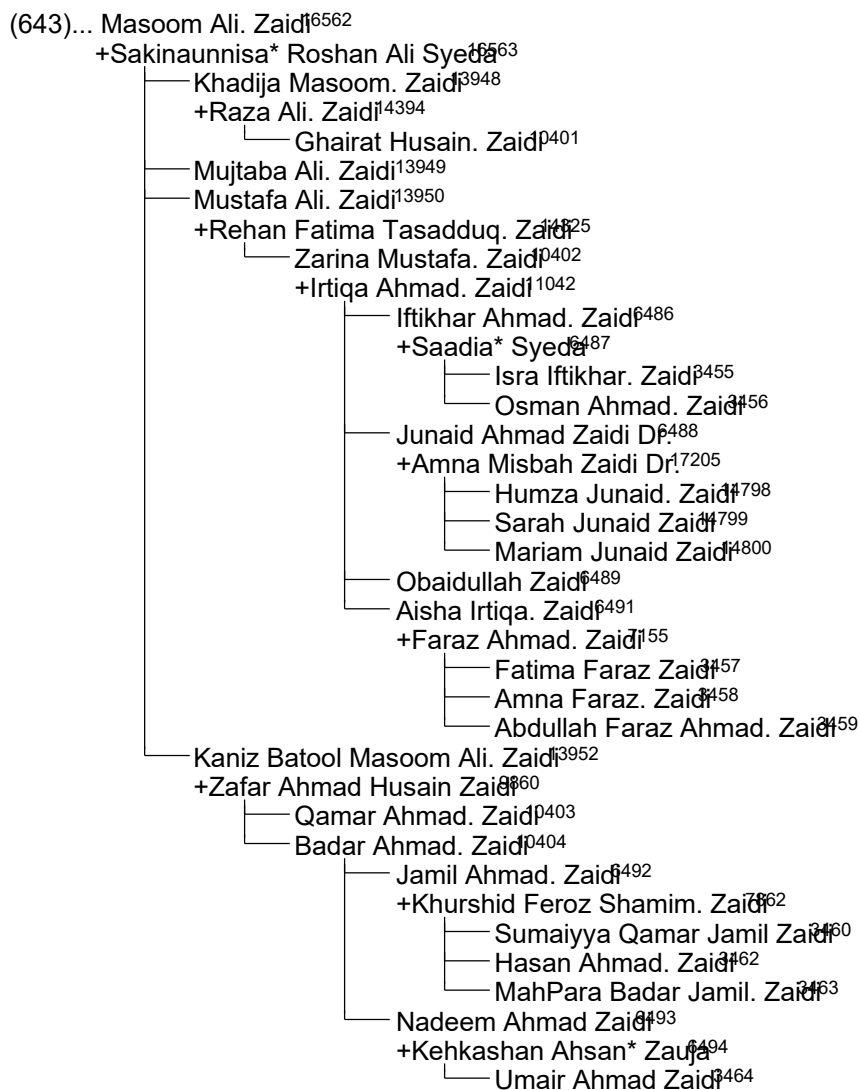 (643)... Masoom Ali. Zaidi16562
+Sakinaunnisa* Roshan Ali Syeda16563
Khadija Masoom. Zaidi13948
+Raza Ali. Zaidi14394
Ghairat Husain. Zaidi10401
Mujtaba Ali. Zaidi13949
Mustafa Ali. Zaidi13950
+Rehan Fatima Tasadduq. Zaidi14325
Zarina Mustafa. Zaidi10402
+Irtiqa Ahmad. Zaidi11042
Iftikhar Ahmad. Zaidi6486
+Saadia* Syeda6487
Isra Iftikhar. Zaidi3455
Osman Ahmad. Zaidi3456
Junaid Ahmad Zaidi Dr.6488
+Amna Misbah Zaidi Dr.17205
Humza Junaid. Zaidi14798
Sarah Junaid Zaidi14799
Mariam Junaid Zaidi14800
Obaidullah Zaidi6489
Aisha Irtiqa. Zaidi6491
+Faraz Ahmad. Zaidi7155
Fatima Faraz Zaidi3457
Amna Faraz. Zaidi3458
Abdullah Faraz Ahmad. Zaidi3459
Kaniz Batool Masoom Ali. Zaidi13952
+Zafar Ahmad Husain Zaidi9860
Qamar Ahmad. Zaidi10403
Badar Ahmad. Zaidi10404
Jamil Ahmad. Zaidi6492
+Khurshid Feroz Shamim. Zaidi7862
Sumaiyya Qamar Jamil Zaidi3460
Hasan Ahmad. Zaidi3462
MahPara Badar Jamil. Zaidi3463
Nadeem Ahmad Zaidi6493
+Kehkashan Ahsan* Zauja6494
Umair Ahmad Zaidi3464